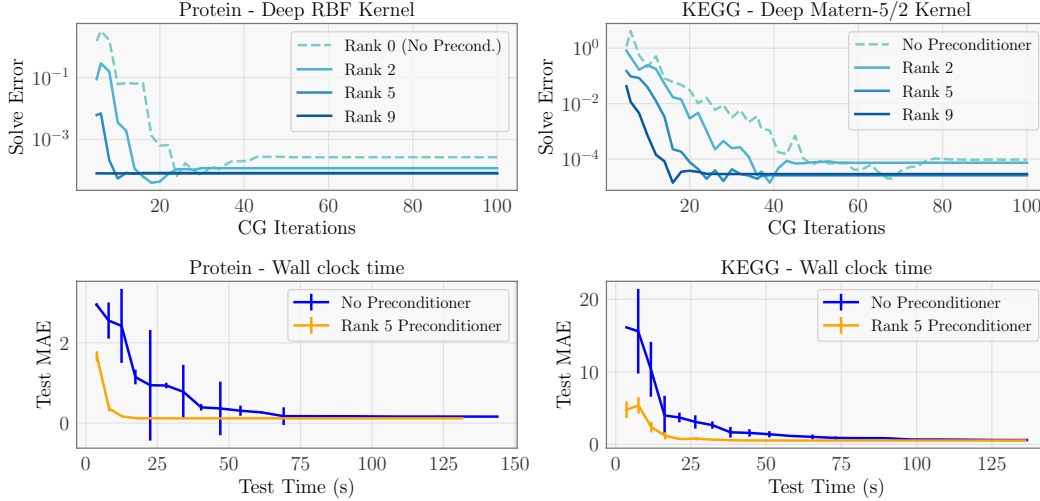 Protein - Deep RBF Kernel
Solve Error
10⁻¹
10⁻⁴
Rank 0 (No Precond.)
Rank 2
Rank 5
Rank 9
20
40
60
80
100
CG Iterations
KEGG - Deep Matern-5/2 Kernel
Solve Error
10⁰
10⁻²
10⁻⁴
No Preconditioner
Rank 2
Rank 5
Rank 9
20
40
60
80
100
CG Iterations
Protein - Wall clock time
Test MAE
2
0
No Preconditioner
Rank 5 Preconditioner
0
25
50
75
100
125
150
Test Time (s)
KEGG - Wall clock time
Test MAE
20
10
0
No Preconditioner
Rank 5 Preconditioner
0
25
50
75
100
125
Test Time (s)